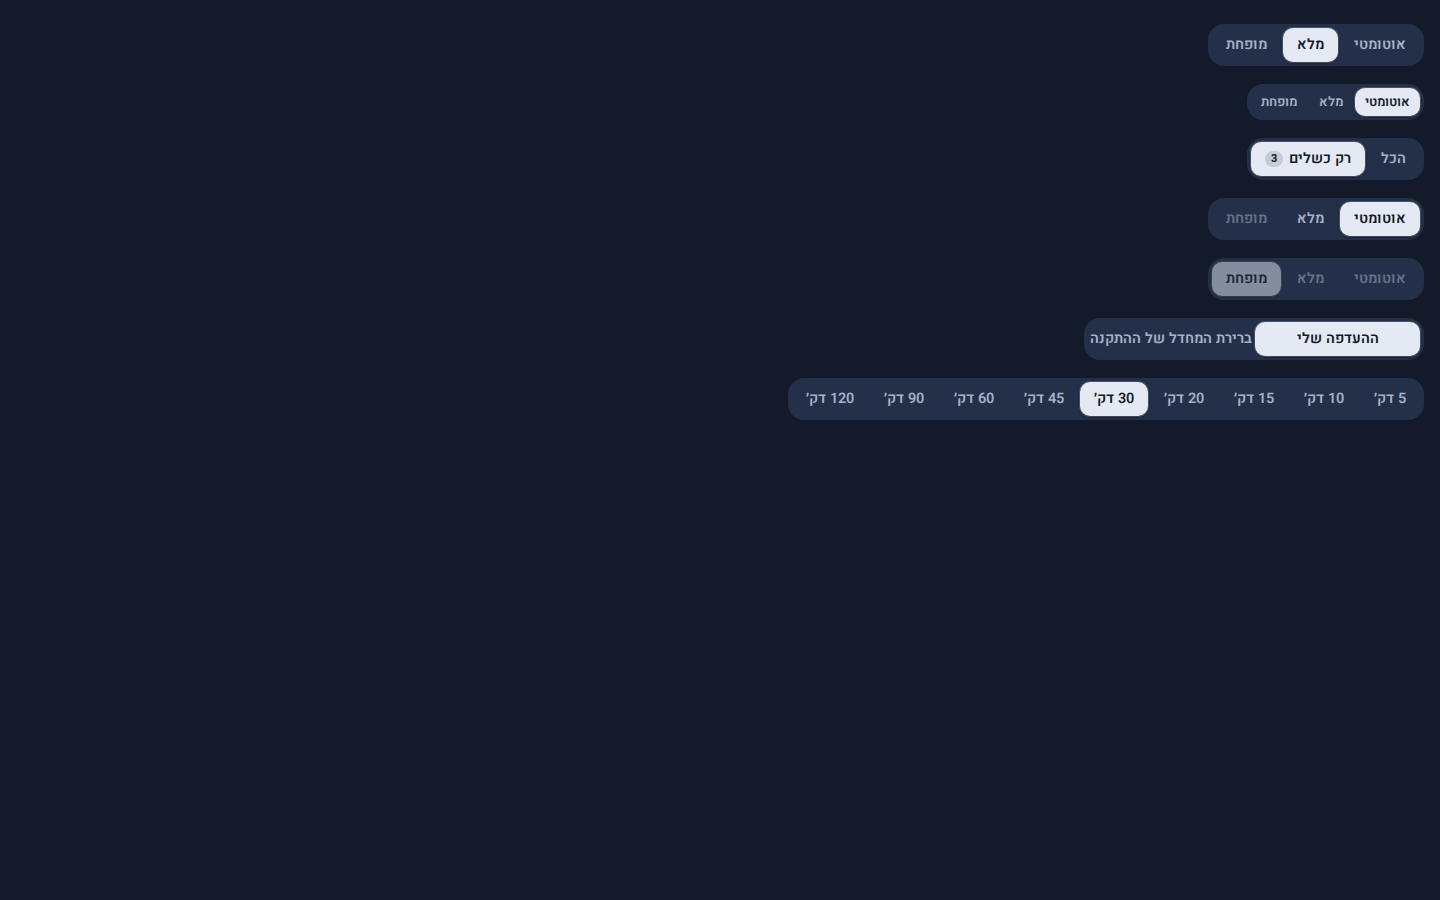 אוטומטי מלא מופחת
אוטומטי מלא מופחת
הכל רק כשלים 3
אוטומטי מלא מופחת
אוטומטי מלא מופחת
ההעדפה שלי ברירת המחדל של ההתקנה
5 דק׳ 10 דק׳ 15 דק׳ 20 דק׳ 30 דק׳ 45 דק׳ 60 דק׳ 90 דק׳ 120 דק׳